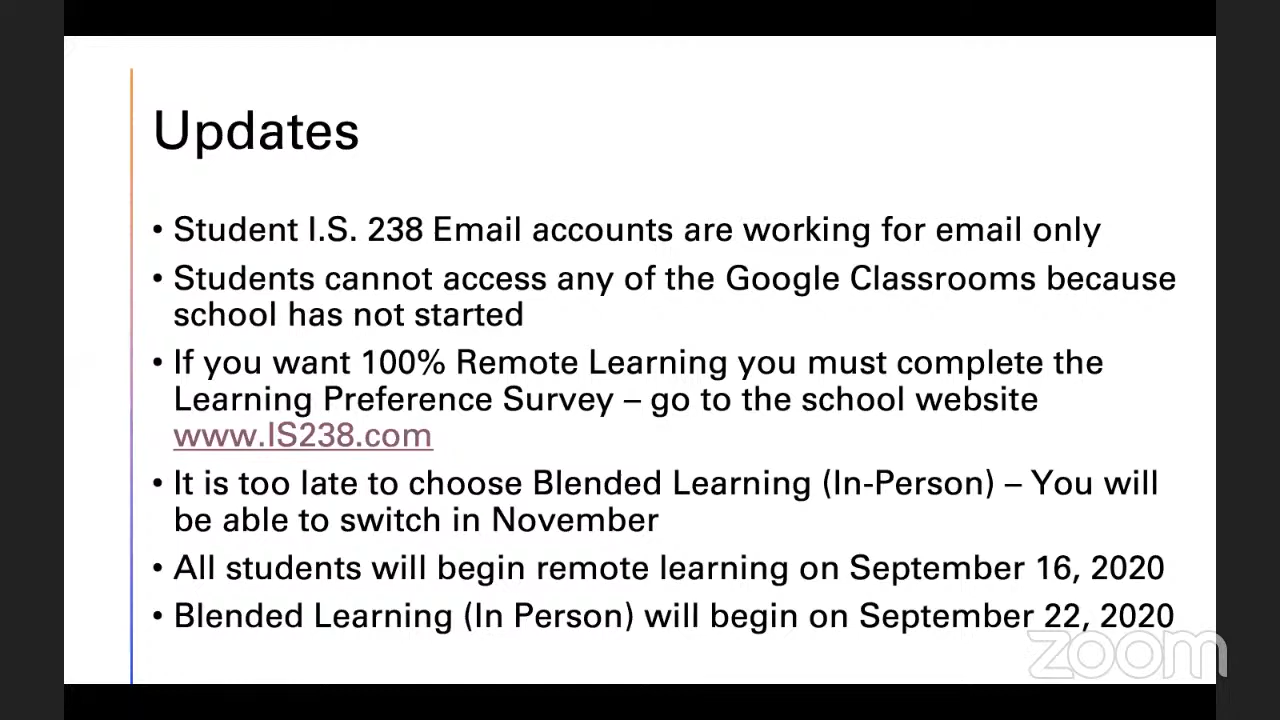 Updates
• Student I.S. 238 Email accounts are working for email only
• Students cannot access any of the Google Classrooms because
school has not started
• If you want 100% Remote Learning you must complete the
Learning Preference Survey – go to the school website
www.IS238.com
• It is too late to choose Blended Learning (In-Person) – You will
be able to switch in November
• All students will begin remote learning on September 16, 2020
• Blended Learning (In Person) will begin on September 22, 2020
zoom